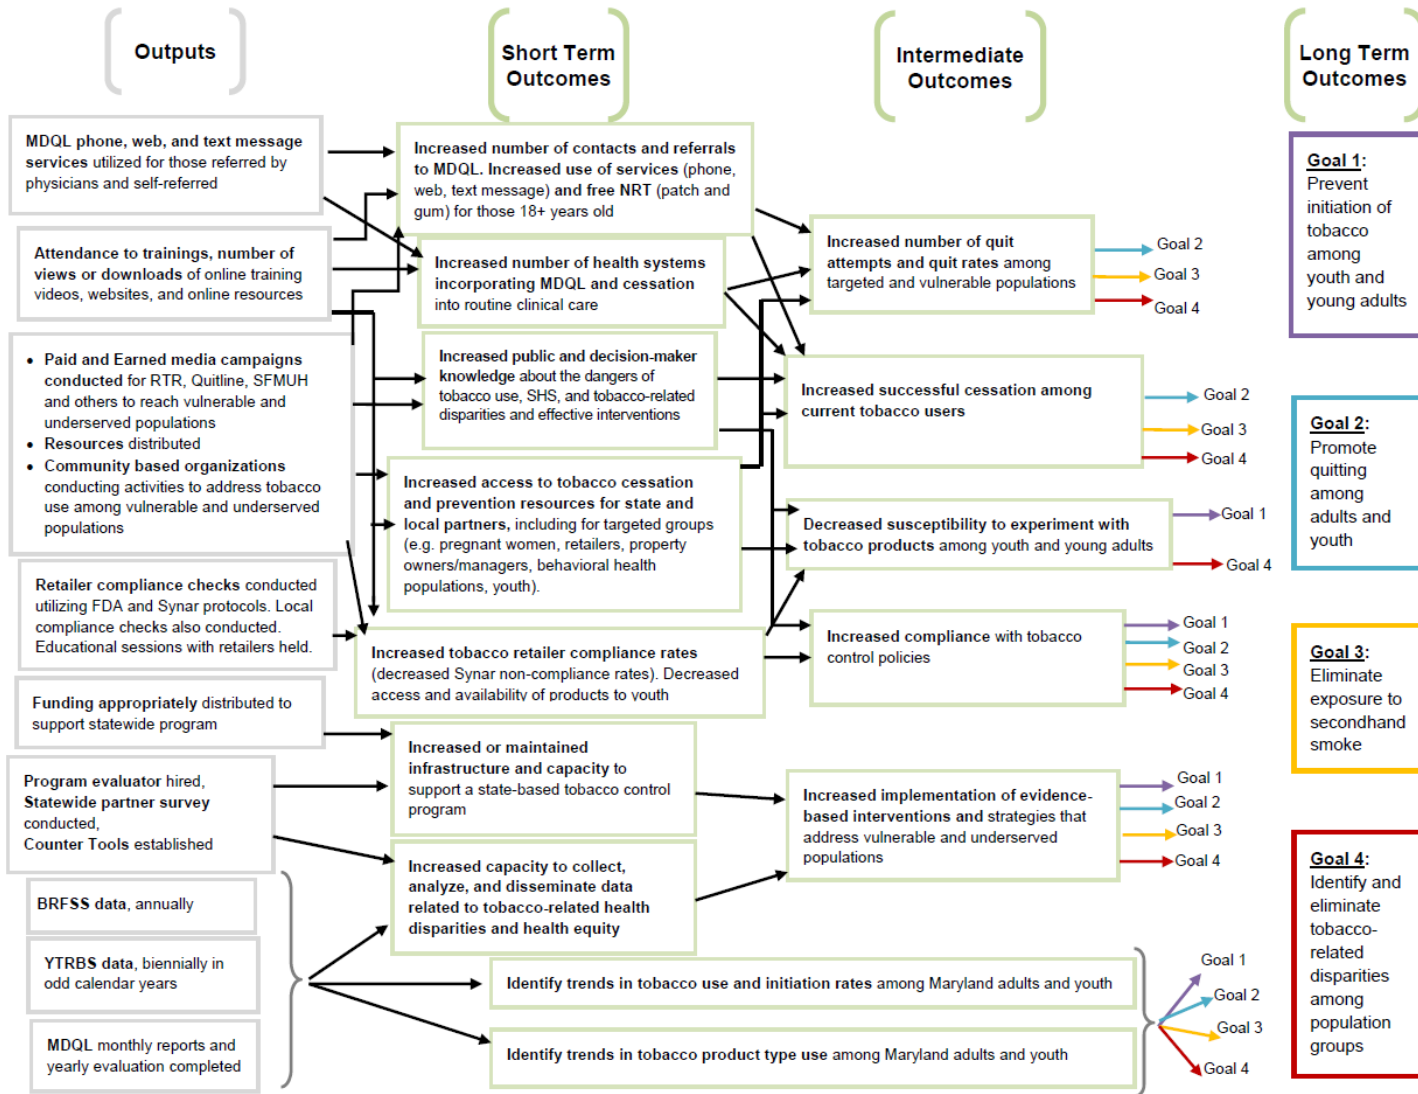 Outputs
Short Term
Outcomes
Intermediate
Outcomes
Long Term
Outcomes
MDQL phone, web, and text message
services utilized for those referred by
physicians and self-referred
Attendance to trainings, number of
views or downloads of online training
videos, websites, and online resources
• Paid and Earned media campaigns
conducted for RTR, Quitline, SFMUH
and others to reach vulnerable and
underserved populations
• Resources distributed
• Community based organizations
conducting activities to address tobacco
use among vulnerable and underserved
populations
Retailer compliance checks conducted
utilizing FDA and Synar protocols. Local
compliance checks also conducted.
Educational sessions with retailers held.
Funding appropriately distributed to
support statewide program
Program evaluator hired,
Statewide partner survey
conducted,
Counter Tools established
BRFSS data, annually
YTRBS data, biennially in
odd calendar years
MDQL monthly reports and
yearly evaluation completed
Increased number of contacts and referrals
to MDQL. Increased use of services (phone,
web, text message) and free NRT (patch and
gum) for those 18+ years old
Increased number of health systems
incorporating MDQL and cessation
into routine clinical care
Increased public and decision-maker
knowledge about the dangers of
tobacco use, SHS, and tobacco-related
disparities and effective interventions
Increased access to tobacco cessation
and prevention resources for state and
local partners, including for targeted groups
(e.g. pregnant women, retailers, property
owners/managers, behavioral health
populations, youth).
Increased tobacco retailer compliance rates
(decreased Synar non-compliance rates). Decreased
access and availability of products to youth
Increased or maintained
infrastructure and capacity to
support a state-based tobacco control
program
Increased capacity to collect,
analyze, and disseminate data
related to tobacco-related health
disparities and health equity
Identify trends in tobacco use and initiation rates among Maryland adults and youth
Identify trends in tobacco product type use among Maryland adults and youth
Increased number of quit
attempts and quit rates among
targeted and vulnerable populations
Goal 2
Goal 3
Goal 4
Increased successful cessation among
current tobacco users
Goal 2
Goal 3
Goal 4
Decreased susceptibility to experiment with
tobacco products among youth and young adults
Goal 1
Goal 4
Increased compliance with tobacco
control policies
Goal 1
Goal 2
Goal 3
Goal 4
Increased implementation of evidence-
based interventions and strategies that
address vulnerable and underserved
populations
Goal 1
Goal 2
Goal 3
Goal 4
Goal 1
Goal 2
Goal 3
Goal 4
Goal 1:
Prevent
initiation of
tobacco
among
youth and
young adults
Goal 2:
Promote
quitting
among
adults and
youth
Goal 3:
Eliminate
exposure to
secondhand
smoke
Goal 4:
Identify and
eliminate
tobacco-
related
disparities
among
population
groups